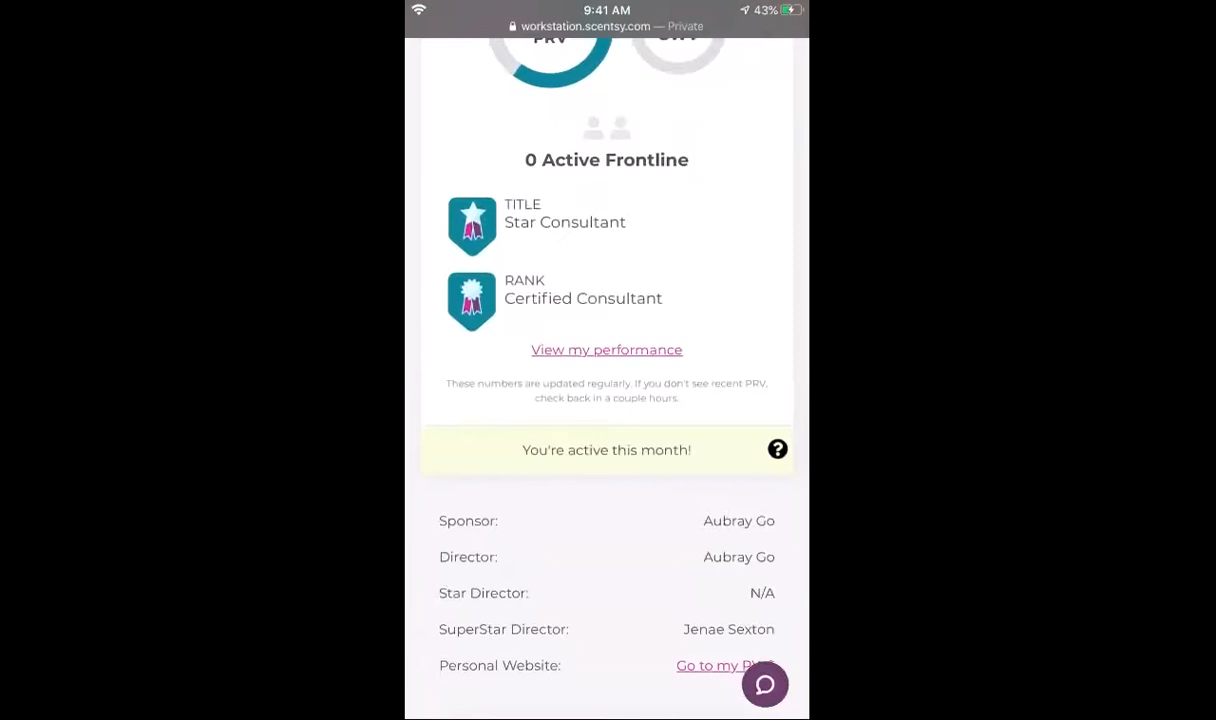 9:41 AM
43%
workstation.scentsy.com — Private
PRV
0 Active Frontline
TITLE
Star Consultant
RANK
Certified Consultant
View my performance
These numbers are updated regularly. If you don't see recent PRV,
check back in a couple hours.
You're active this month!
?
Sponsor: Aubray Go
Director: Aubray Go
Star Director: N/A
SuperStar Director: Jenae Sexton
Personal Website: Go to my